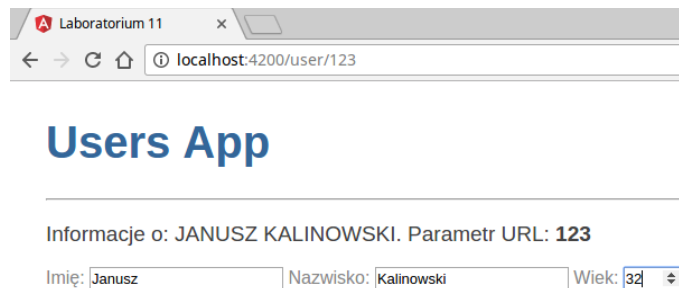 Laboratorium 11
localhost:4200/user/123
Users App
Informacje o: JANUSZ KALINOWSKI. Parametr URL: 123
Imię: Janusz Nazwisko: Kalinowski Wiek: 32